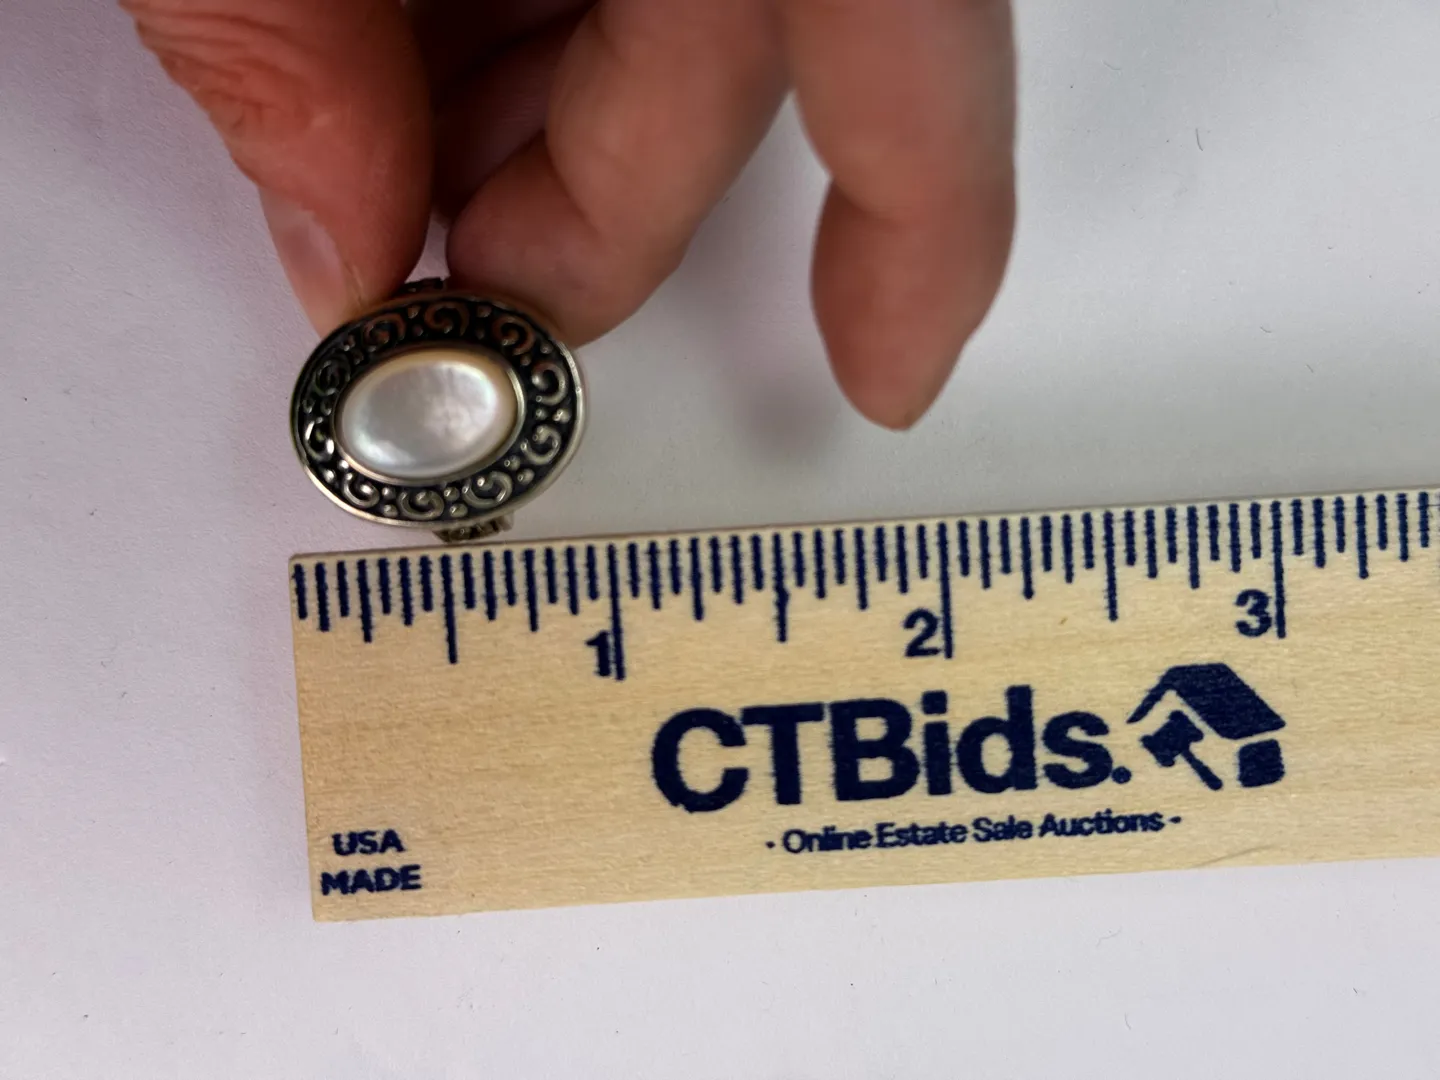 1 2 3
CTBids.
- Online Estate Sale Auctions -
USA
MADE